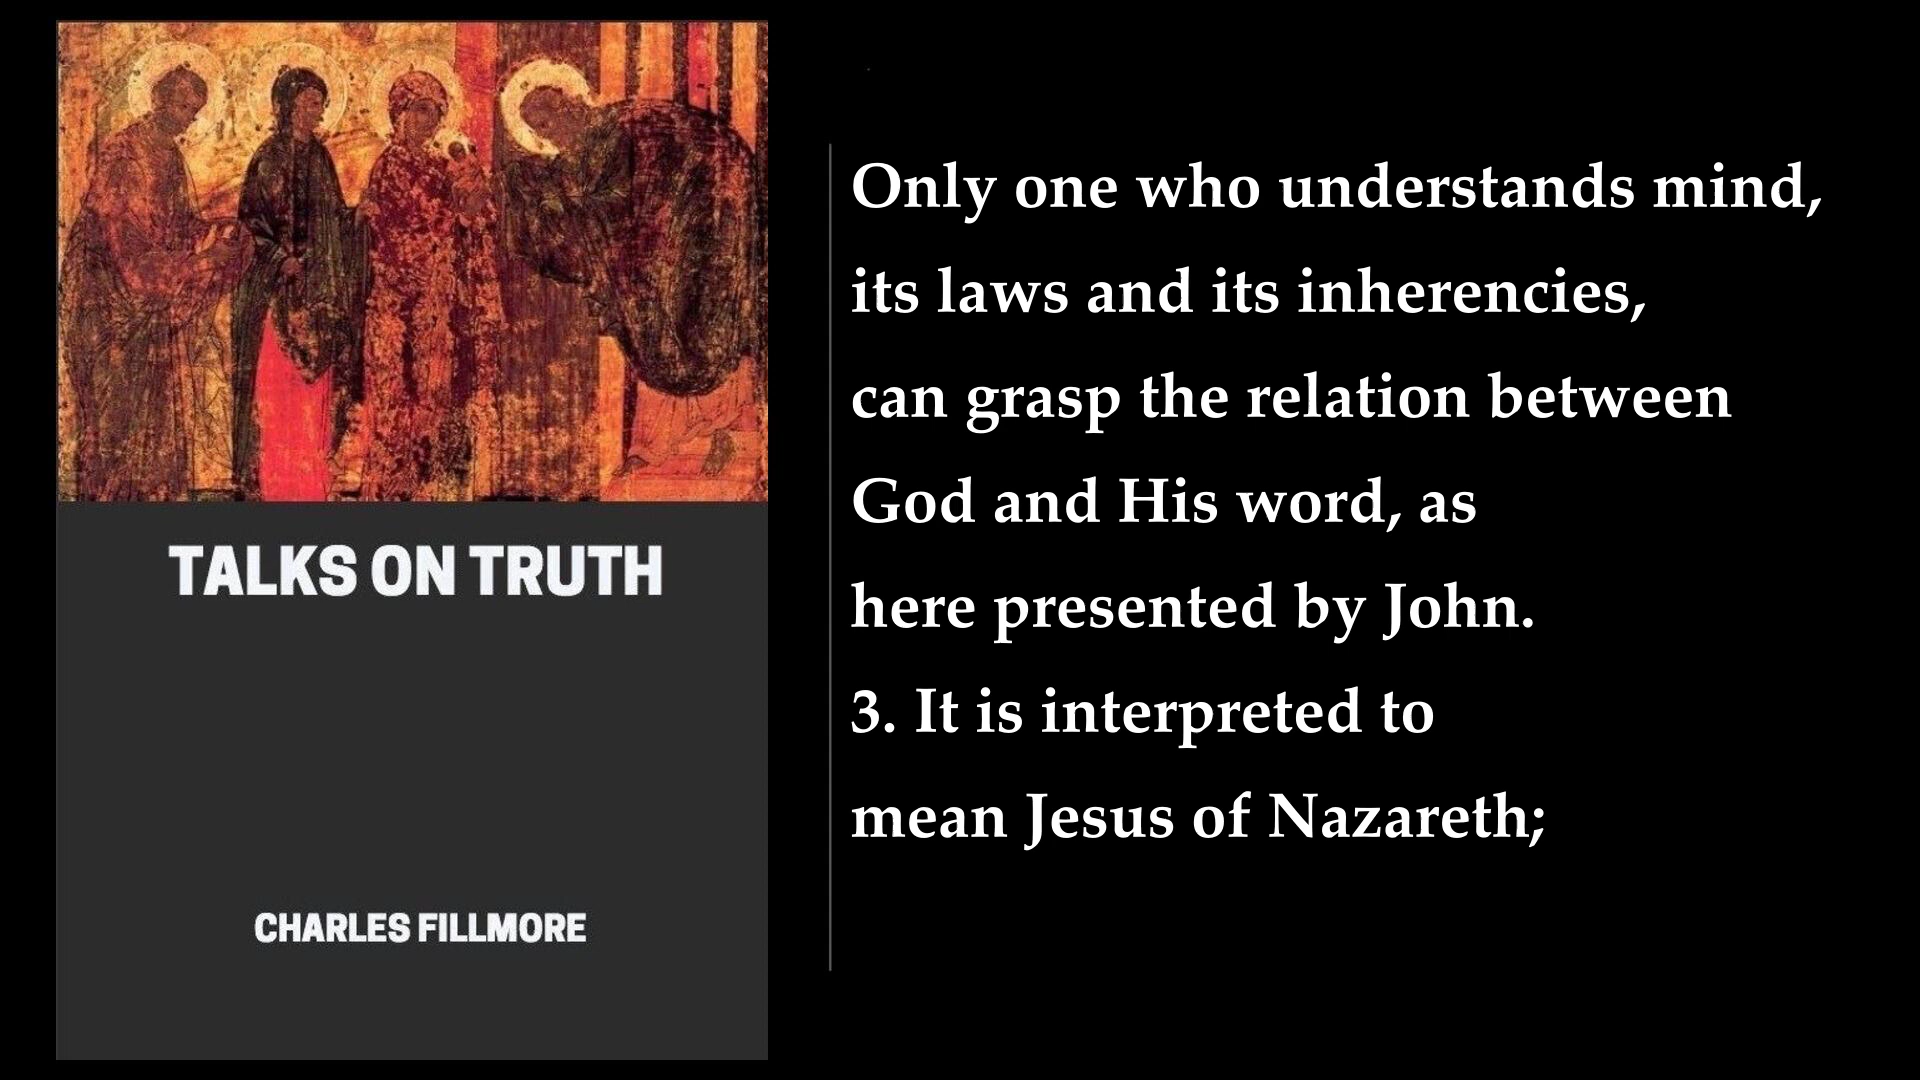 TALKS ON TRUTH
CHARLES FILLMORE
Only one who understands mind,
its laws and its inherencies,
can grasp the relation between
God and His word, as
here presented by John.
3. It is interpreted to
mean Jesus of Nazareth;